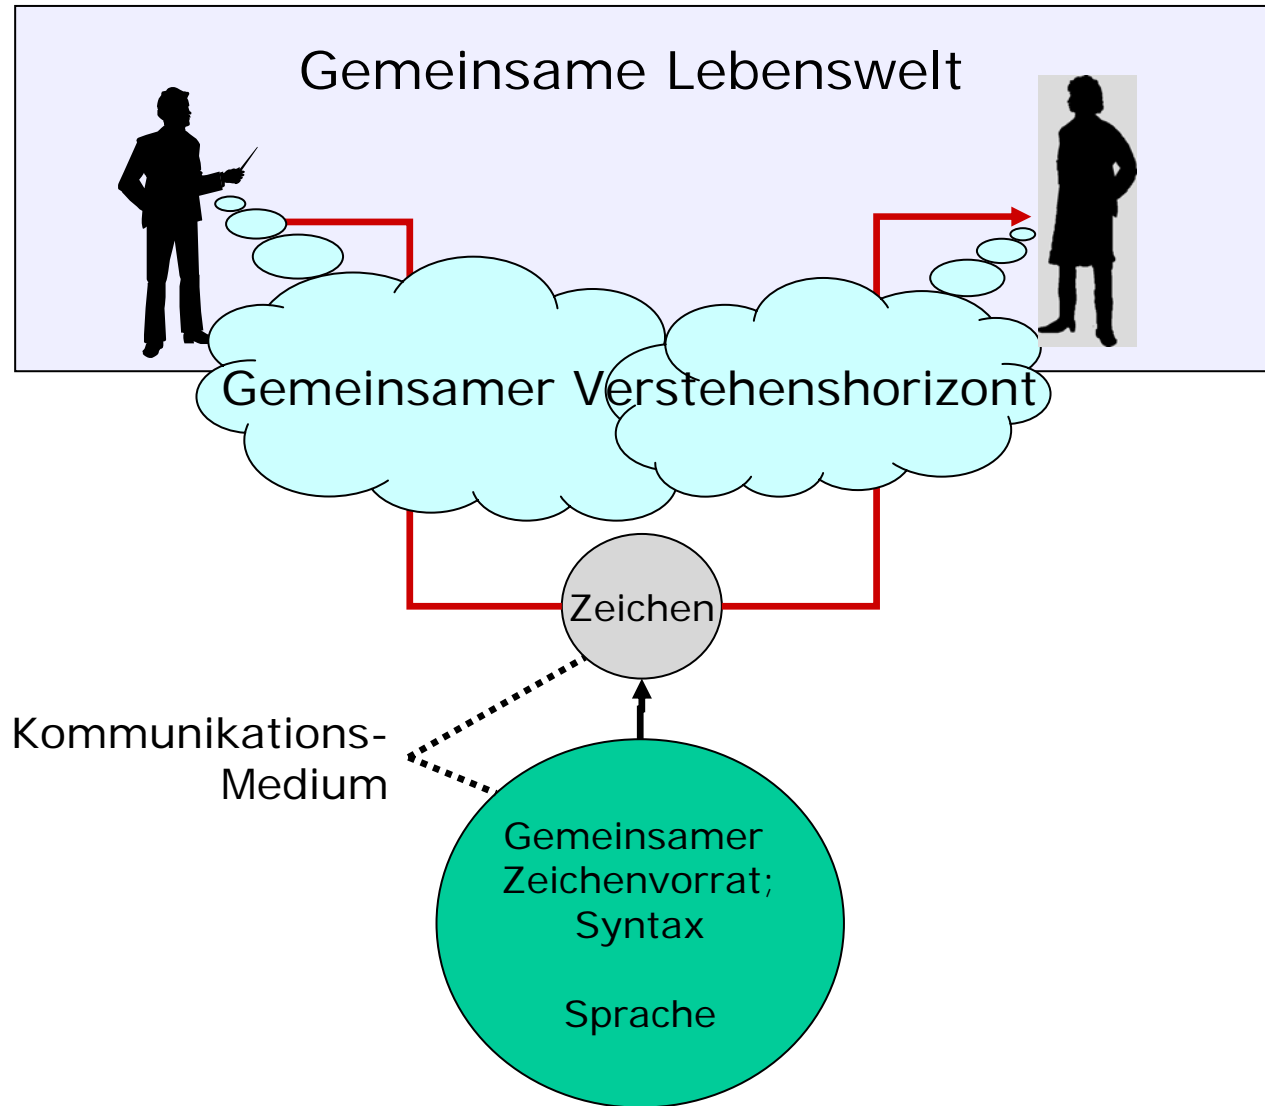 Gemeinsame Lebenswelt
Gemeinsamer Verstehenshorizont
Zeichen
Kommunikations-
Medium
Gemeinsamer
Zeichenvorrat;
Syntax
Sprache